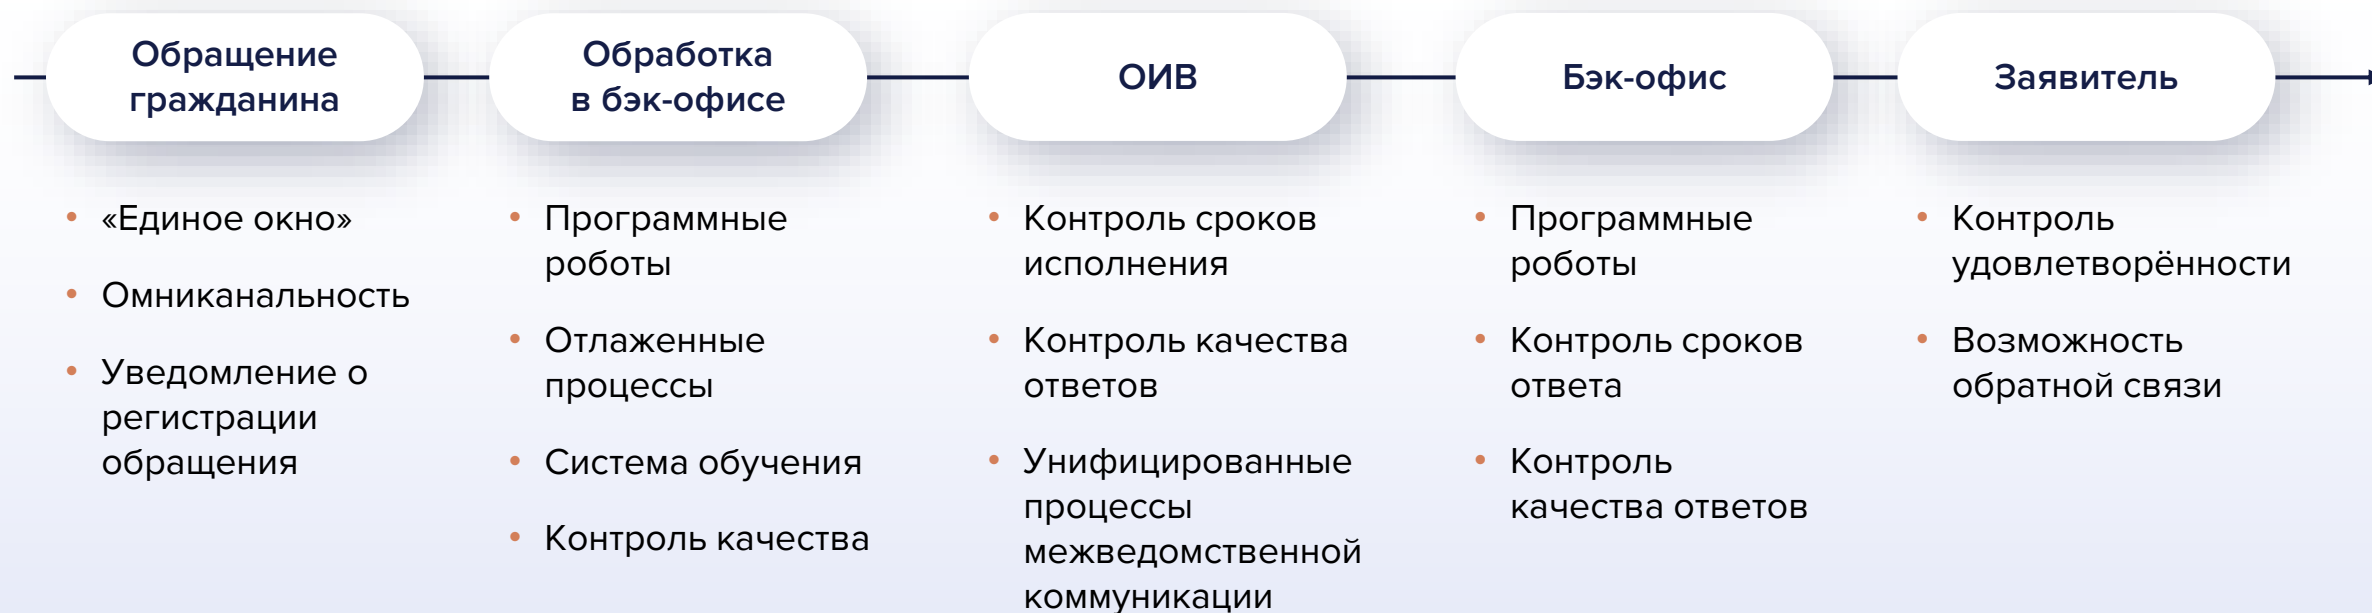 Обращение
гражданина
«Единое окно»
Омниканальность
Уведомление о
регистрации
обращения
Обработка
в бэк-офисе
Программные
роботы
Отлаженные
процессы
Система обучения
Контроль качества
ОИВ
Контроль сроков
исполнения
Контроль качества
ответов
Унифицированные
процессы
межведомственной
коммуникации
Бэк-офис
Программные
роботы
Контроль сроков
ответа
Контроль
качества ответов
Заявитель
Контроль
удовлетворённости
Возможность
обратной связи